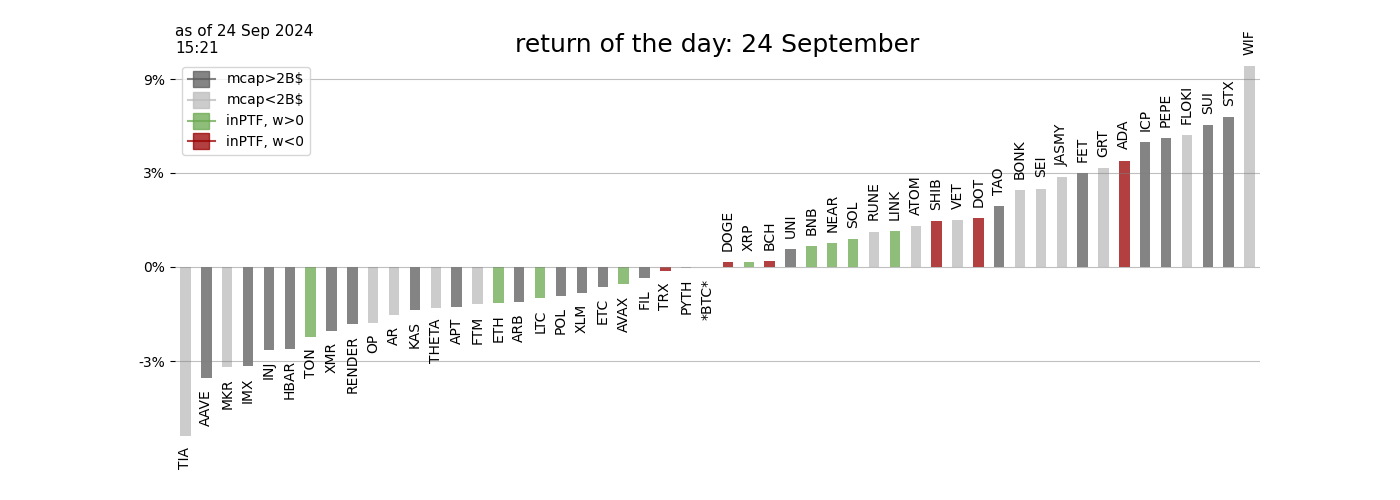 as of 24 Sep 2024
15:21
return of the day: 24 September
9%
3%
0%
-3%
mcap>2B$
mcap<2B$
inPTF, w>0
inPTF, w<0
TIA
AAVE
MKR
IMX
INJ
HBAR
TON
XMR
RENDER
OP
AR
KAS
THETA
APT
FTM
ETH
ARB
LTC
POL
XLM
ETC
AVAX
FIL
TRX
PYTH
*BTC*
DOGE
XRP
BCH
UNI
BNB
NEAR
SOL
RUNE
LINK
ATOM
SHIB
VET
DOT
TAO
BONK
SEI
JASMY
FET
GRT
ADA
ICP
PEPE
FLOKI
SUI
STX
WIF